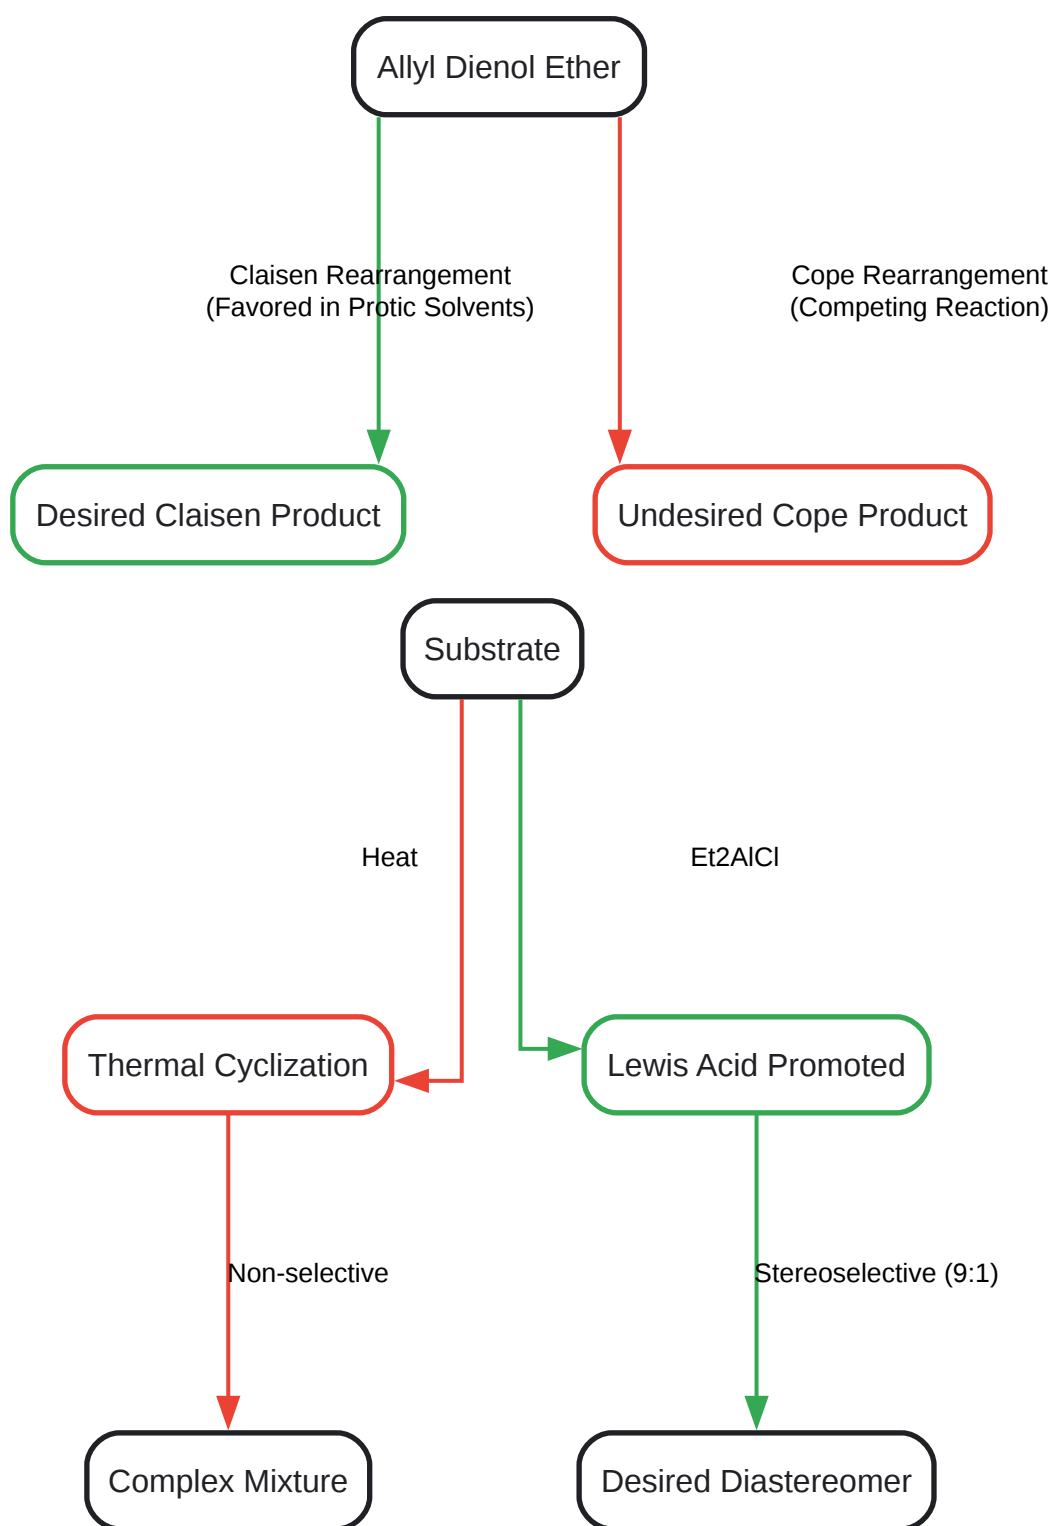 Allyl Dienol Ether
Claisen Rearrangement
(Favored in Protic Solvents)
Cope Rearrangement
(Competing Reaction)
Desired Claisen Product
Undesired Cope Product
Substrate
Heat
Et2AlCl
Thermal Cyclization
Lewis Acid Promoted
Non-selective
Stereoselective (9:1)
Complex Mixture
Desired Diastereomer